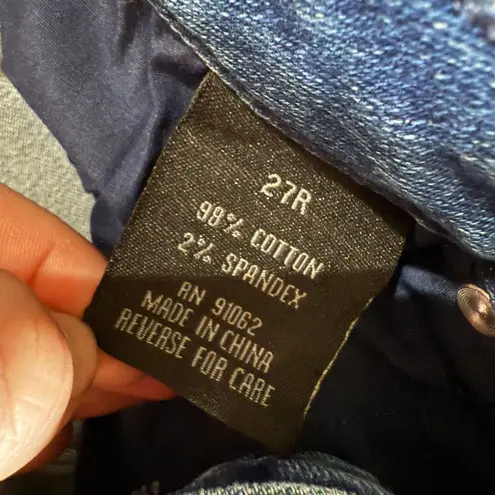 27R
98% COTTON
2% SPANDEX
RN 91062
MADE IN CHINA
REVERSE FOR CARE